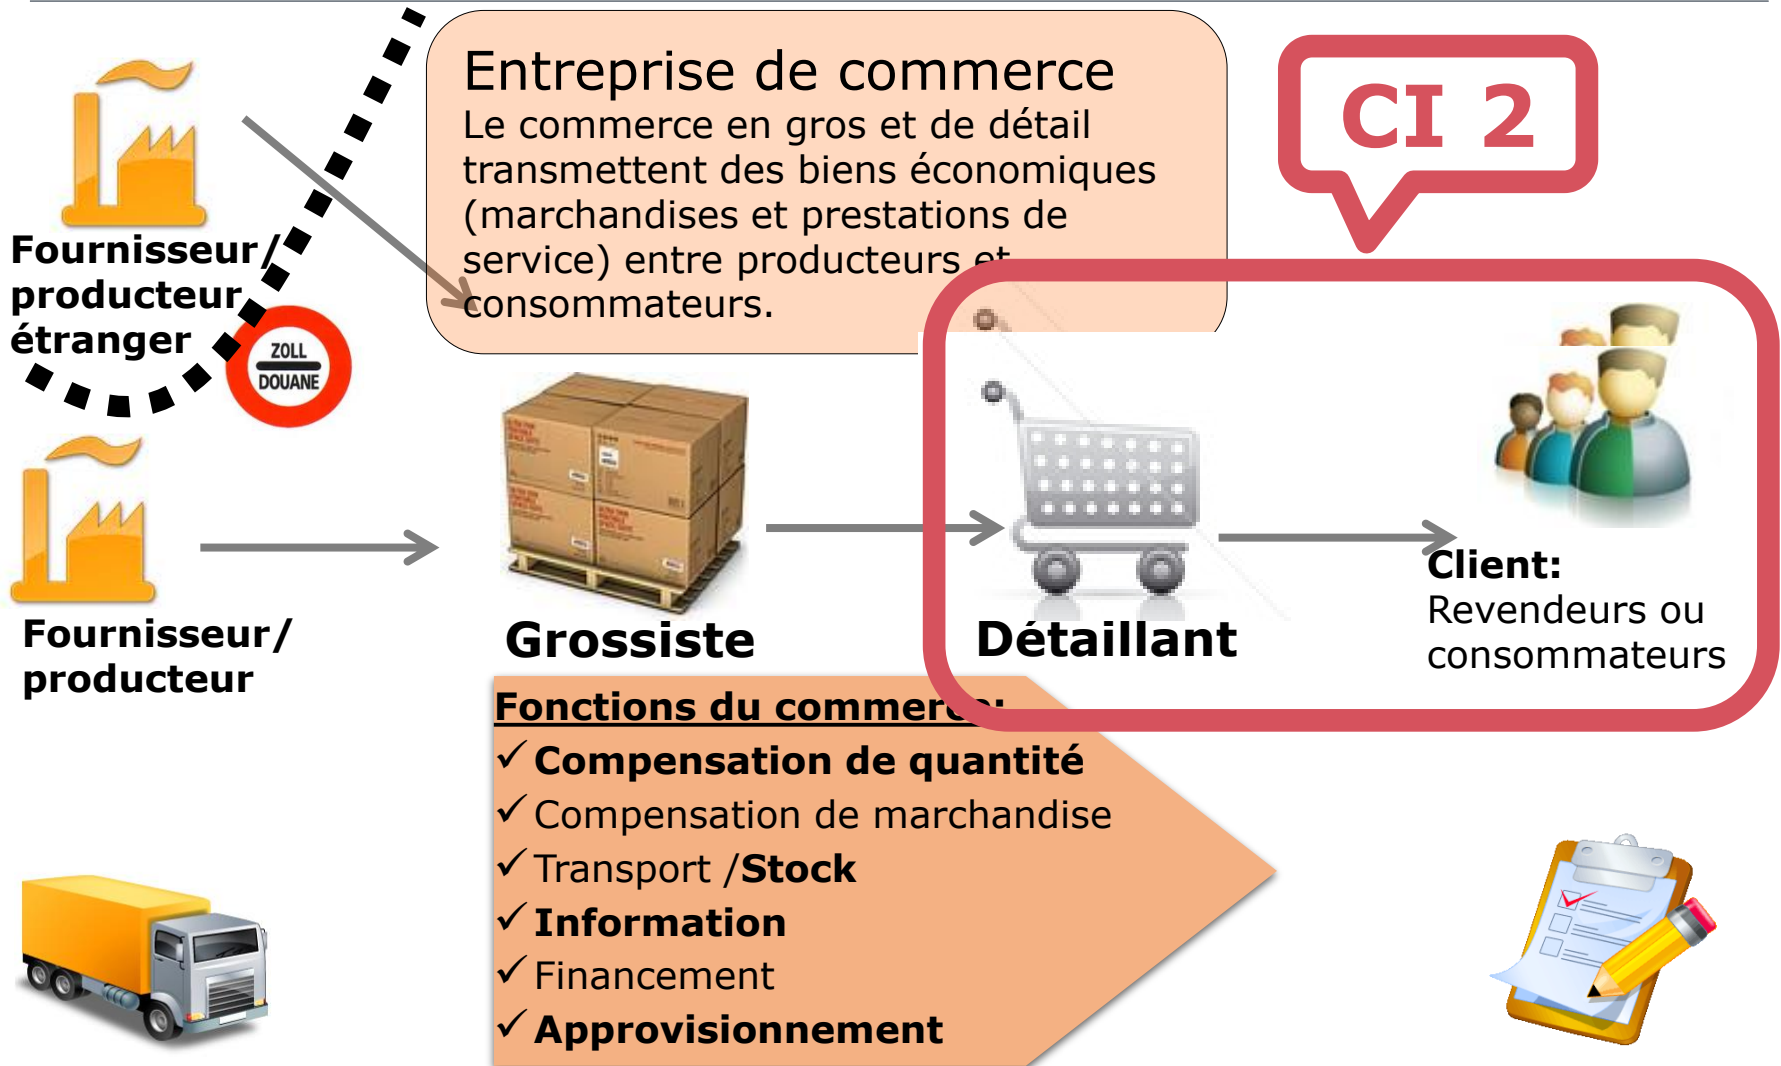 Entreprise de commerce
Le commerce en gros et de détail
transmettent des biens économiques
(marchandises et prestations de
service) entre producteurs et
consommateurs.
CI 2
Fournisseur/
producteur
étranger
ZOLL
DOUANE
Fournisseur/
producteur
Grossiste
Détaillant
Client:
Revendeurs ou
consommateurs
Fonctions du commerce:
✓ Compensation de quantité
✓ Compensation de marchandise
✓ Transport /Stock
✓ Information
✓ Financement
✓ Approvisionnement